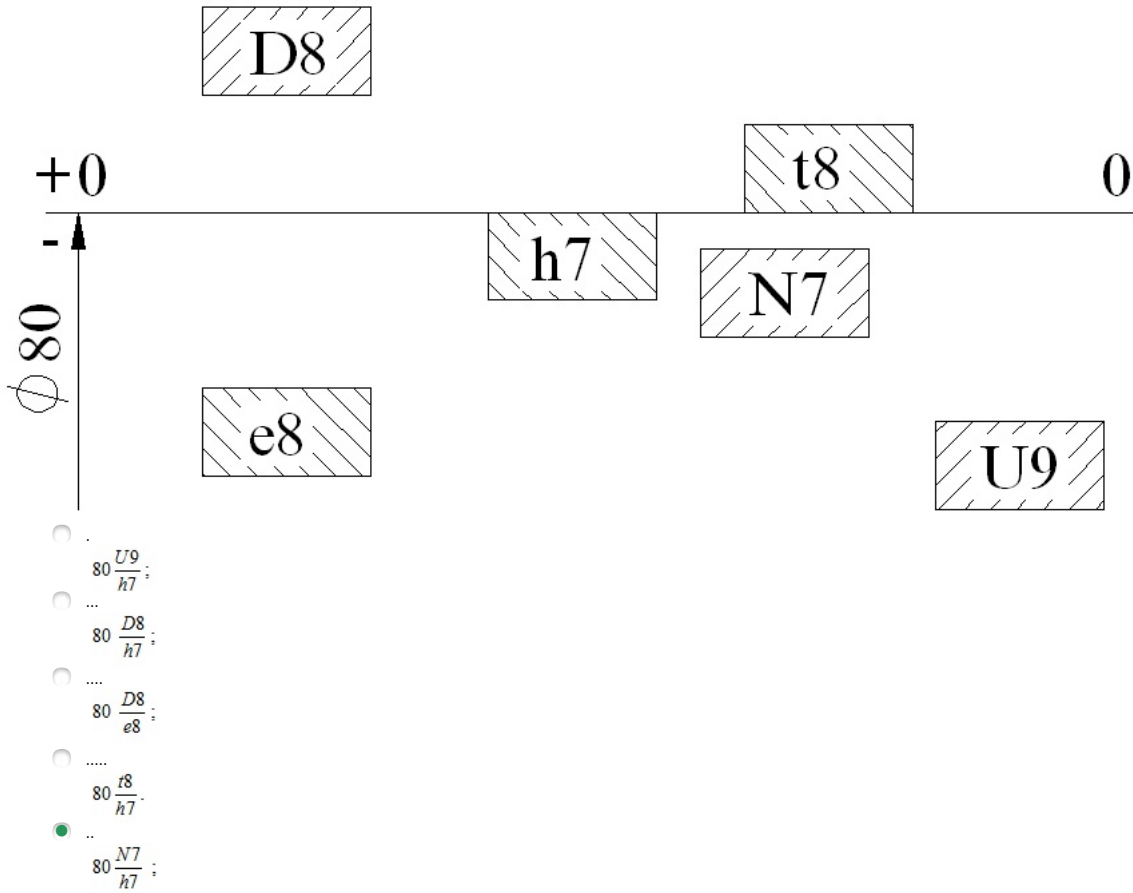 D8
+0
t8
0
-
h7
N7
⌀80
e8
U9
.
80 U9/h7 ;
...
80 D8/h7 ;
....
80 D8/e8 ;
.....
80 t8/h7 .
..
80 N7/h7 ;